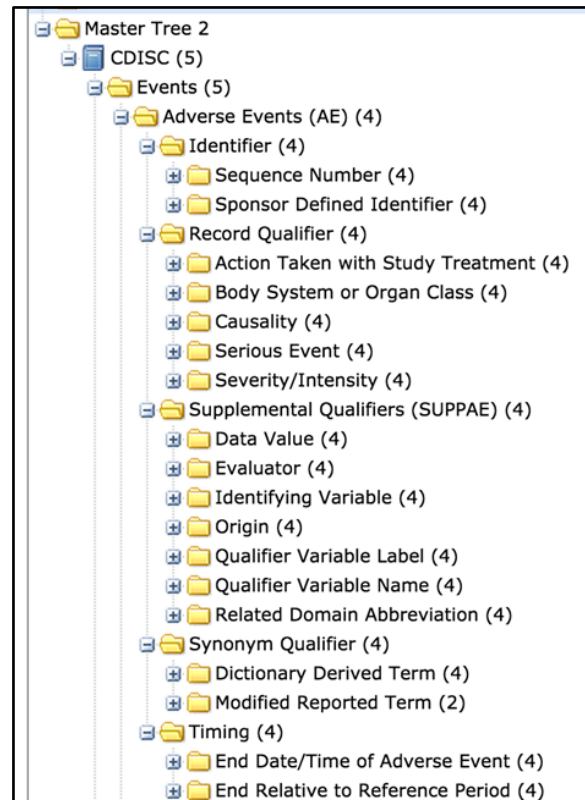 Master Tree 2
CDISC (5)
Events (5)
Adverse Events (AE) (4)
Identifier (4)
Sequence Number (4)
Sponsor Defined Identifier (4)
Record Qualifier (4)
Action Taken with Study Treatment (4)
Body System or Organ Class (4)
Causality (4)
Serious Event (4)
Severity/Intensity (4)
Supplemental Qualifiers (SUPPAE) (4)
Data Value (4)
Evaluator (4)
Identifying Variable (4)
Origin (4)
Qualifier Variable Label (4)
Qualifier Variable Name (4)
Related Domain Abbreviation (4)
Synonym Qualifier (4)
Dictionary Derived Term (4)
Modified Reported Term (2)
Timing (4)
End Date/Time of Adverse Event (4)
End Relative to Reference Period (4)